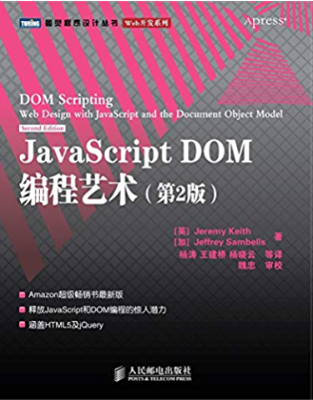 TURING 图灵程序设计丛书 Web开发系列
Apress®
DOM Scripting
Web Design with JavaScript and the Document Object Model
Second Edition
JavaScript DOM
编程艺术（第2版）
[英] Jeremy Keith
[加] Jeffrey Sambells 著
杨涛 王建桥 杨晓云 等译
魏忠 审校
Amazon超级畅销书最新版
释放JavaScript和DOM编程的惊人潜力
涵盖HTML5及jQuery
人民邮电出版社
POSTS & TELECOM PRESS